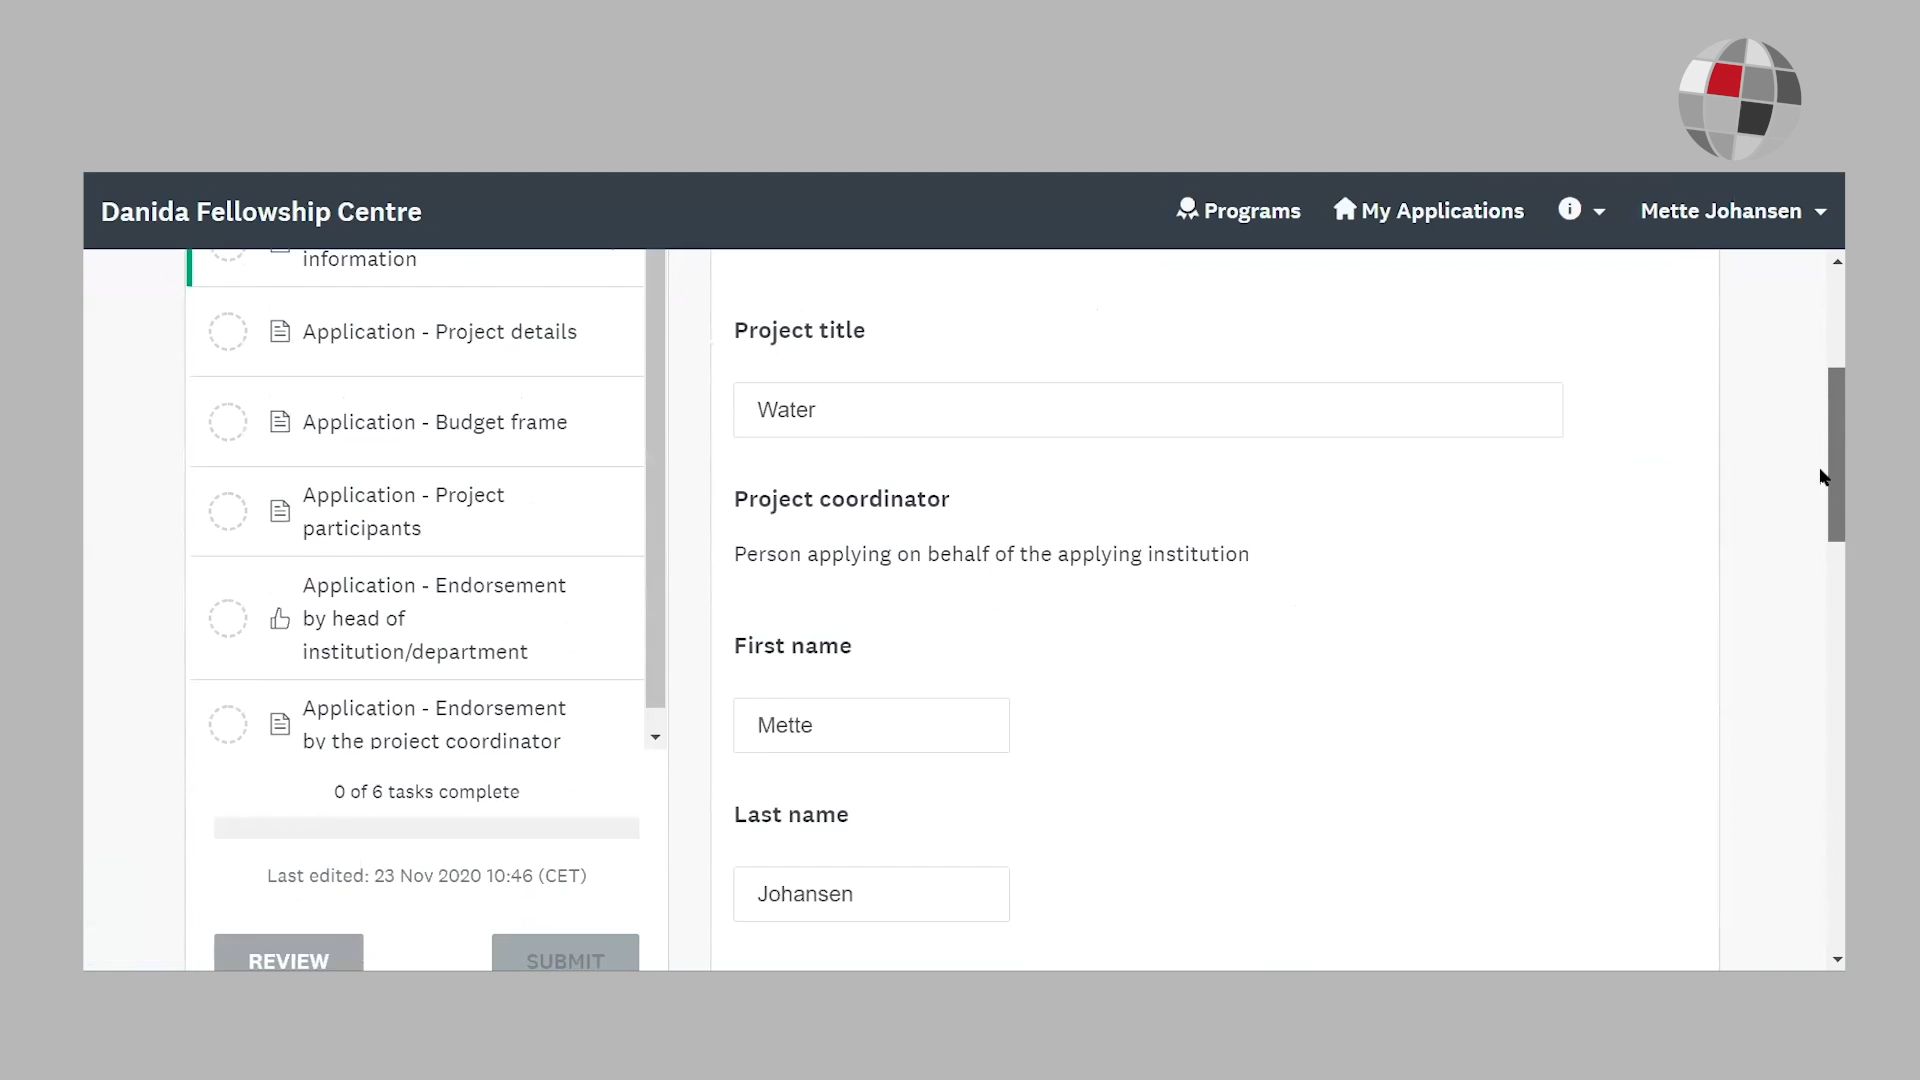 Danida Fellowship Centre
Programs
My Applications
Mette Johansen
information
Application - Project details
Application - Budget frame
Application - Project
participants
Application - Endorsement
by head of
institution/department
Application - Endorsement
by the project coordinator
0 of 6 tasks complete
Last edited: 23 Nov 2020 10:46 (CET)
REVIEW
SUBMIT
Project title
Water
Project coordinator
Person applying on behalf of the applying institution
First name
Mette
Last name
Johansen